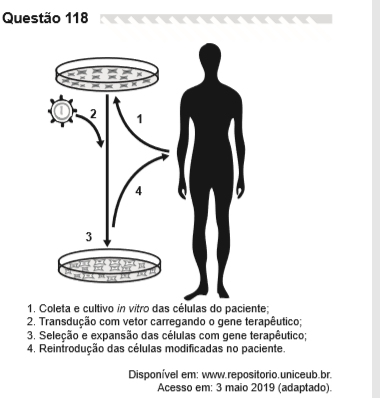 Questão 118
2
1
4
3
1. Coleta e cultivo in vitro das células do paciente;
2. Transdução com vetor carregando o gene terapêutico;
3. Seleção e expansão das células com gene terapêutico;
4. Reintrodução das células modificadas no paciente.
Disponível em: www.repositorio.uniceub.br.
Acesso em: 3 maio 2019 (adaptado).